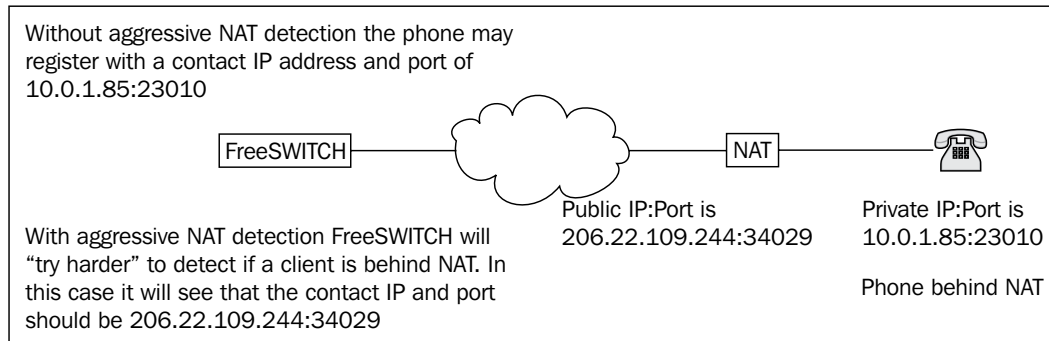 Without aggressive NAT detection the phone may
register with a contact IP address and port of
10.0.1.85:23010
FreeSWITCH
NAT
Public IP:Port is
206.22.109.244:34029
Private IP:Port is
10.0.1.85:23010
Phone behind NAT
With aggressive NAT detection FreeSWITCH will
“try harder” to detect if a client is behind NAT. In
this case it will see that the contact IP and port
should be 206.22.109.244:34029